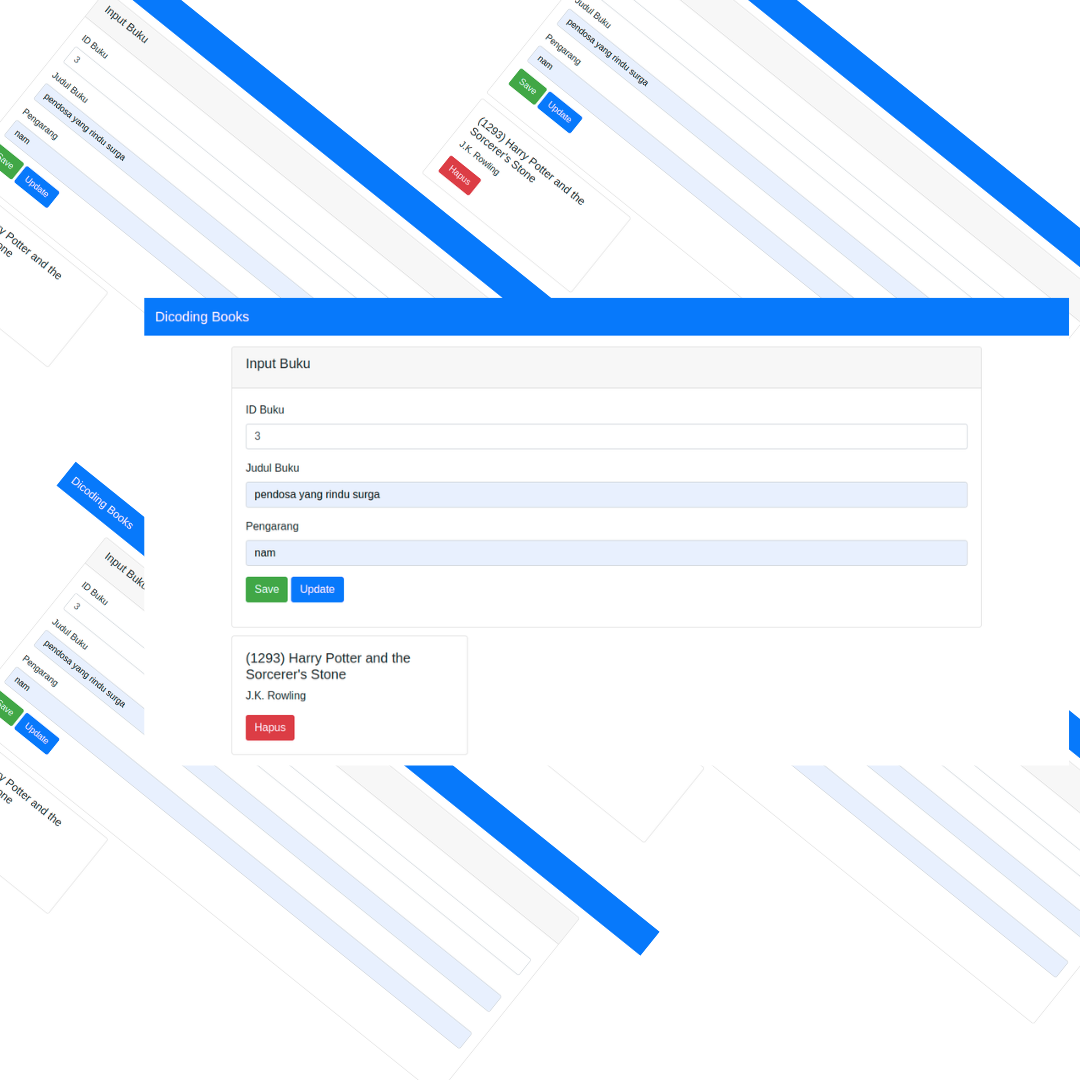 Input Buku
ID Buku
3
Judul Buku
pendosa yang rindu surga
Pengarang
nam
Save
Update
y Potter and the
one
Judul Buku
pendosa yang rindu surga
Pengarang
nam
Save
Update
(1293) Harry Potter and the
Sorcerer's Stone
J.K. Rowling
Hapus
Dicoding Books
Input Buku
ID Buku
3
Judul Buku
pendosa yang rindu surga
Pengarang
nam
Save Update
(1293) Harry Potter and the
Sorcerer's Stone
J.K. Rowling
Hapus
Dicoding Books
Input Buku
ID Buku
3
Judul Buku
pendosa yang rindu surga
Pengarang
nam
Save
Update
y Potter and the
one